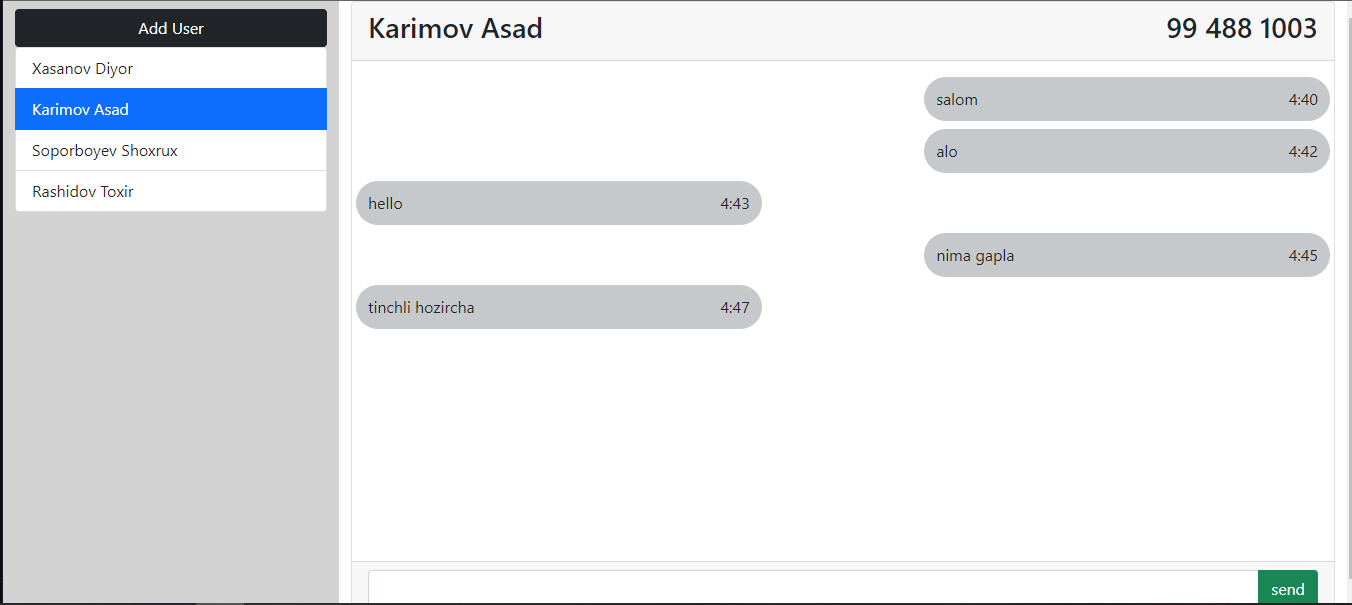 Add User
Xasanov Diyor
Karimov Asad
Soporboyev Shoxrux
Rashidov Toxir
Karimov Asad 99 488 1003
salom 4:40
alo 4:42
hello 4:43
nima gapla 4:45
tinchli hozircha 4:47
send